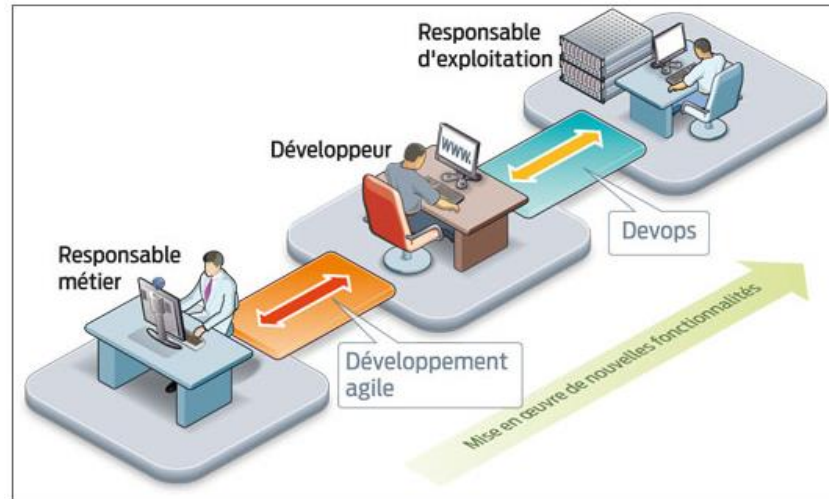 Responsable
d'exploitation
Développeur
www.
Devops
Responsable
métier
Développement
agile
Mise en œuvre de nouvelles fonctionnalités